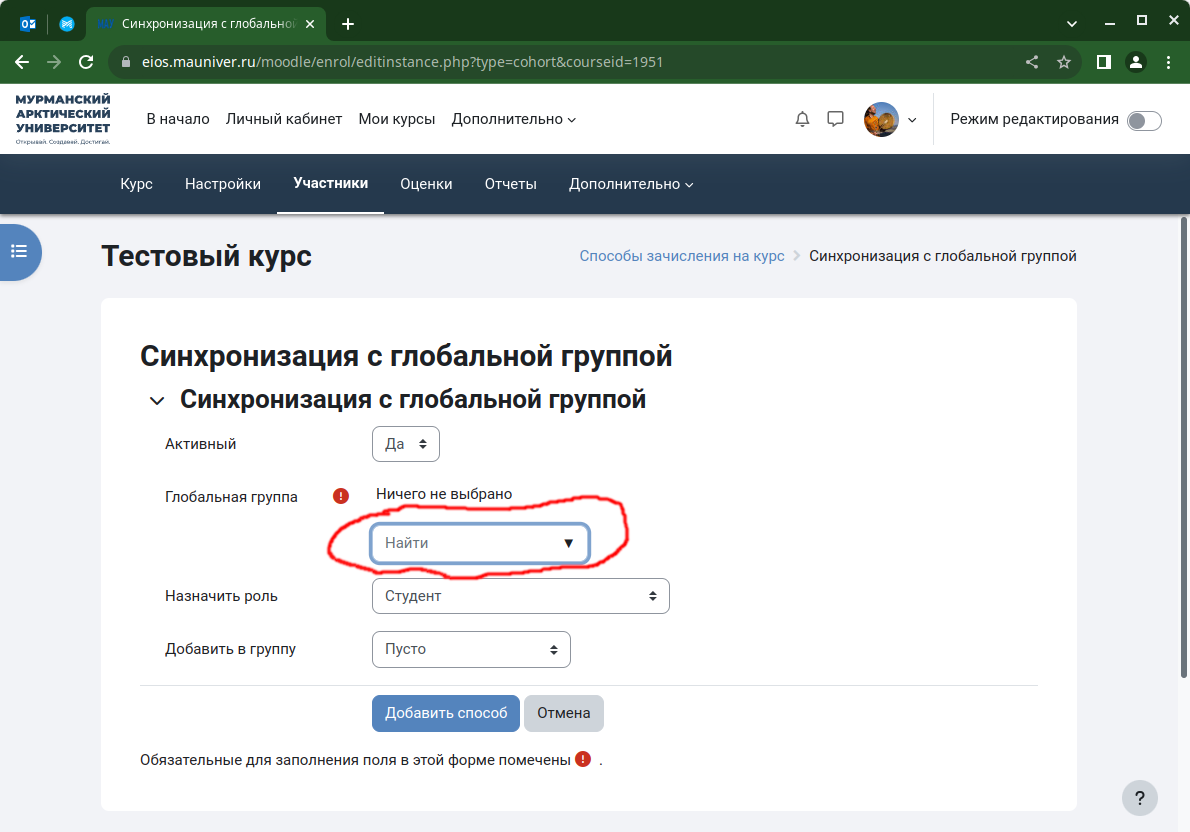 Синхронизация с глобальной
eios.mauniver.ru/moodle/enrol/editinstance.php?type=cohort&courseid=1951
МУРМАНСКИЙ
АРКТИЧЕСКИЙ
УНИВЕРСИТЕТ
Открывай. Создавай. Достигай.
В начало Личный кабинет Мои курсы Дополнительно
Режим редактирования
Курс Настройки Участники Оценки Отчеты Дополнительно
Тестовый курс
Способы зачисления на курс Синхронизация с глобальной группой
Синхронизация с глобальной группой
Синхронизация с глобальной группой
Активный Да
Глобальная группа ! Ничего не выбрано
Найти ▼
Назначить роль Студент
Добавить в группу Пусто
Добавить способ Отмена
Обязательные для заполнения поля в этой форме помечены ! .
?